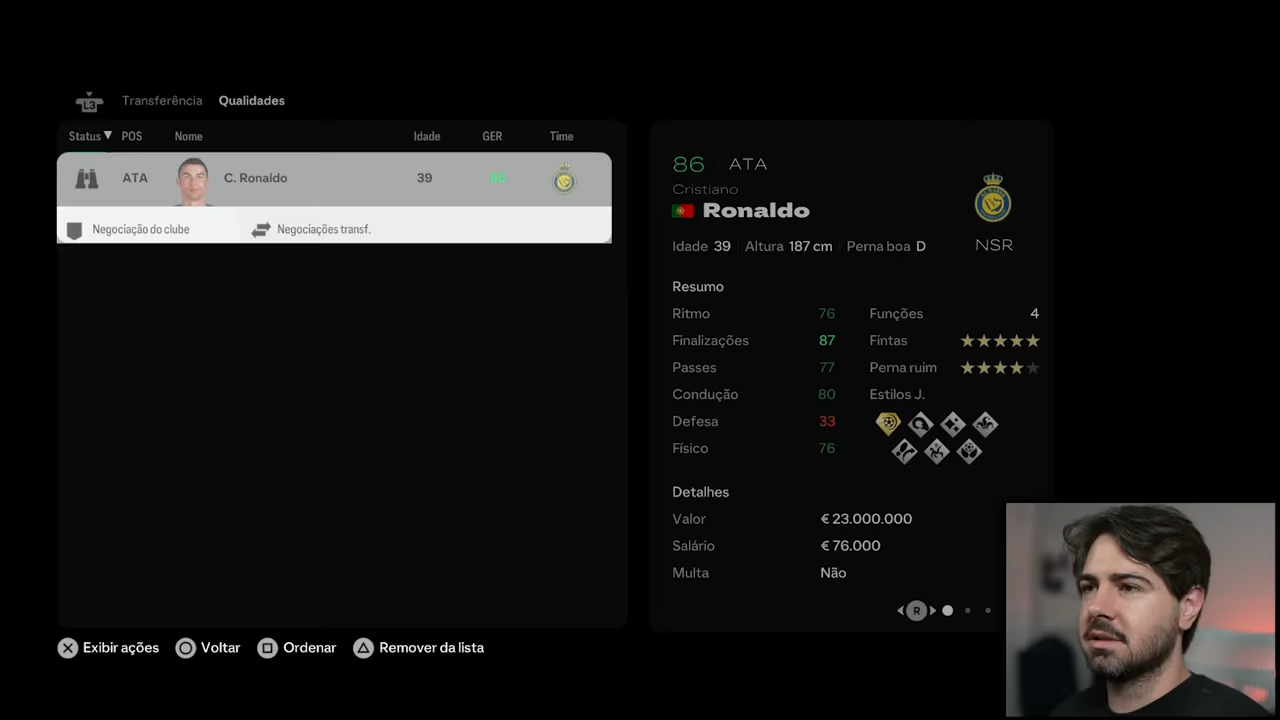 L3 Transferência Qualidades
Status POS Nome Idade GER Time
ATA C. Ronaldo 39 86
Negociação do clube Negociações transf.
86 ATA
Cristiano
Ronaldo
Idade 39 Altura 187 cm Perna boa D
NSR
Resumo
Ritmo 76 Funções 4
Finalizações 87 Fintas
Passes 77 Perna ruim
Condução 80 Estilos J.
Defesa 33
Físico 76
Detalhes
Valor € 23.000.000
Salário € 76.000
Multa Não
R
Exibir ações Voltar Ordenar Remover da lista